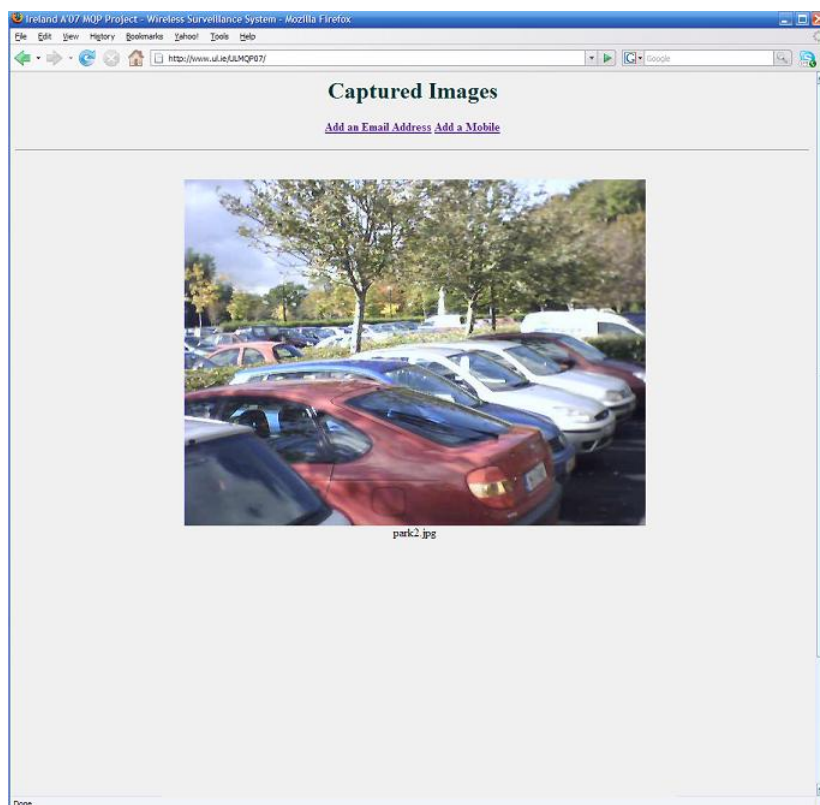 Ireland A'07 MQP Project - Wireless Surveillance System - Mozilla Firefox
File Edit View History Bookmarks Yahoo! Tools Help
http://www.ul.ie/ULMQP07/
Google
Captured Images
Add an Email Address Add a Mobile
park2.jpg
Done